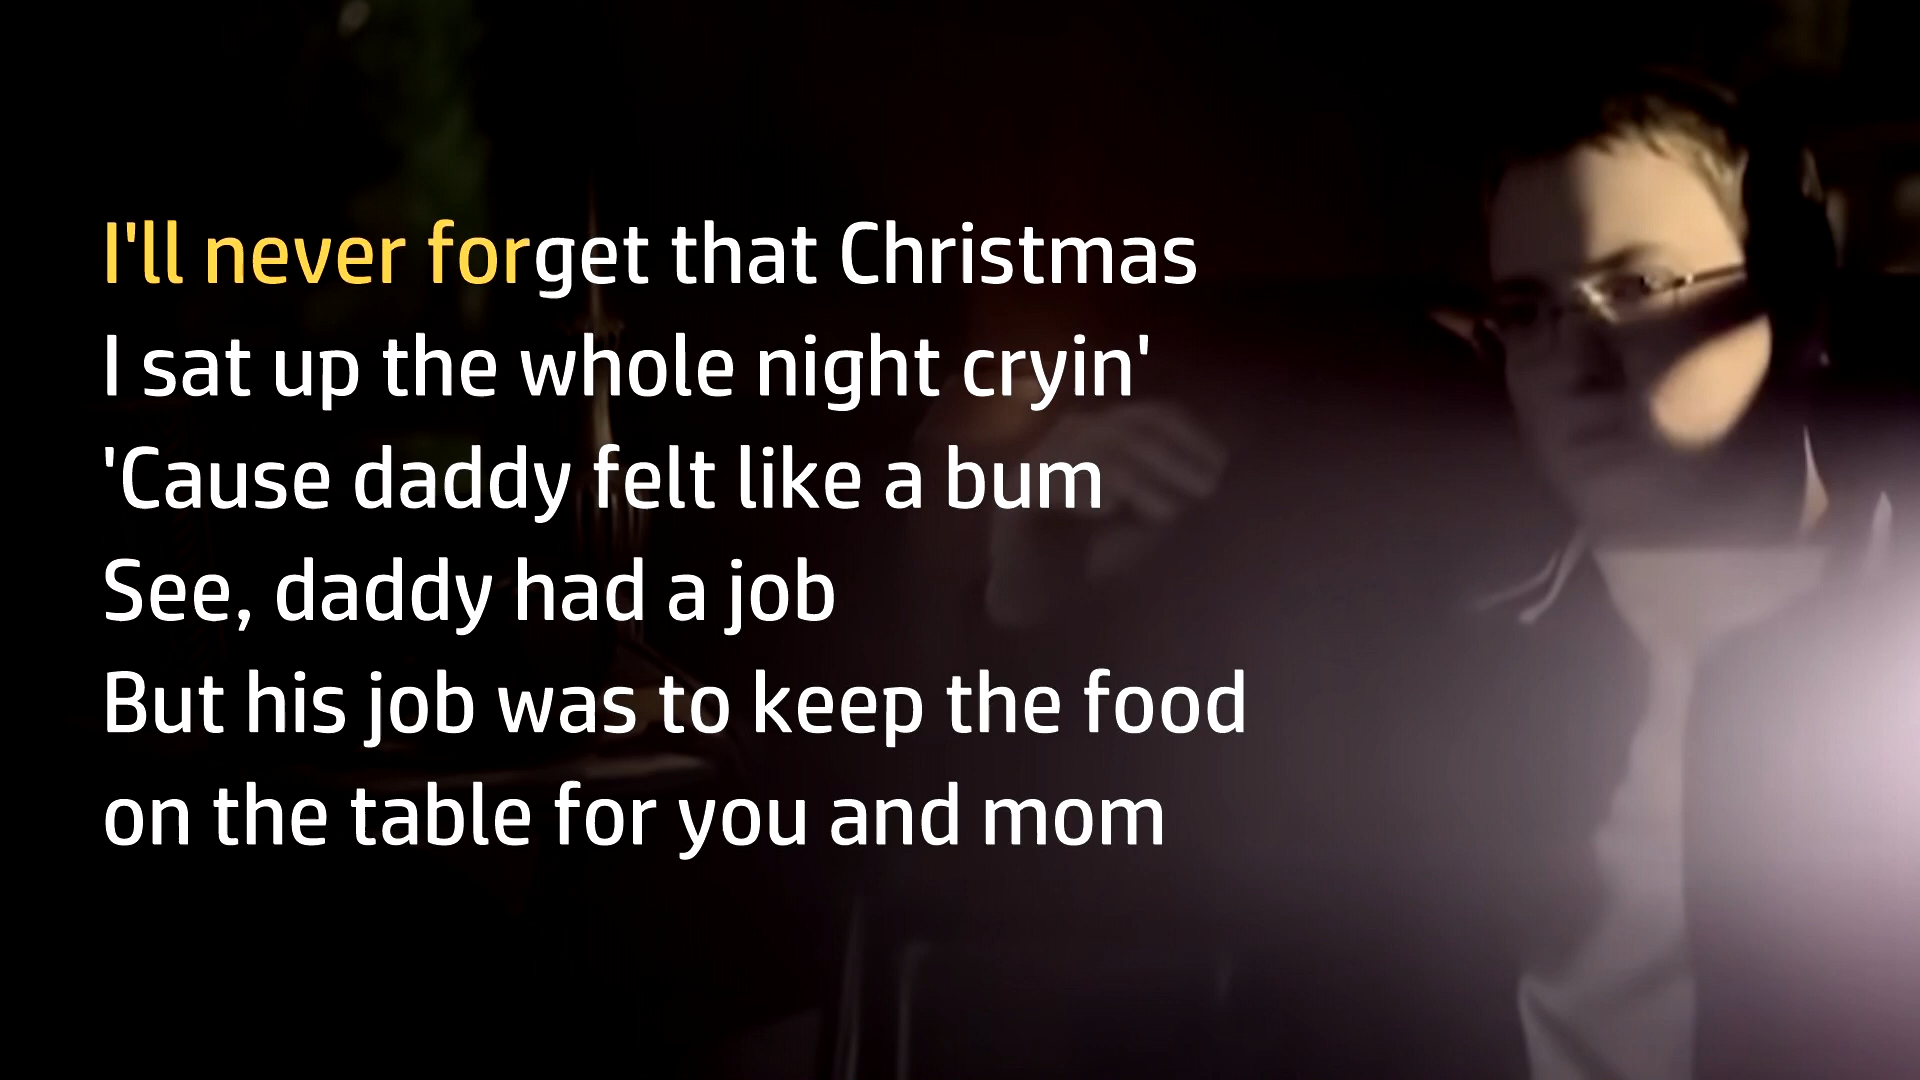 I'll never forget that Christmas
I sat up the whole night cryin'
'Cause daddy felt like a bum
See, daddy had a job
But his job was to keep the food
on the table for you and mom